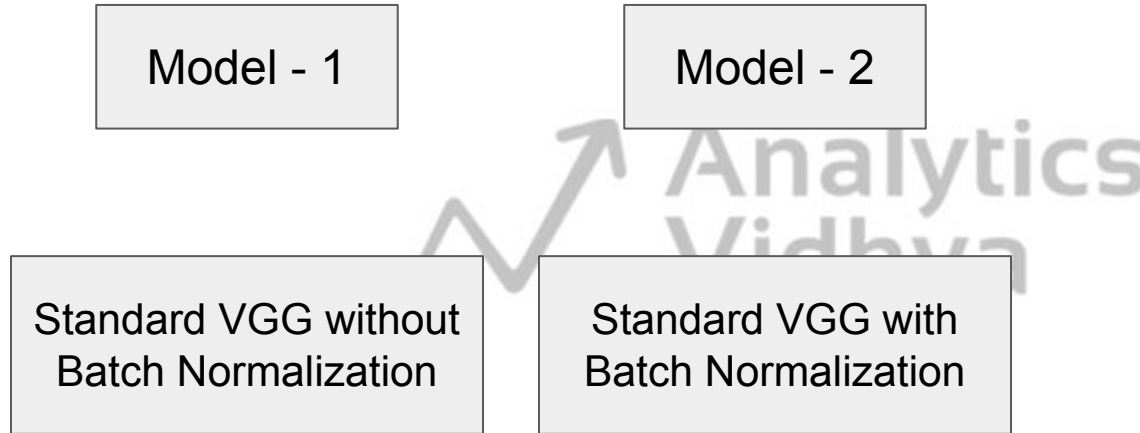 Model - 1
Model - 2
Analytics
Vidhya
Standard VGG without
Batch Normalization
Standard VGG with
Batch Normalization